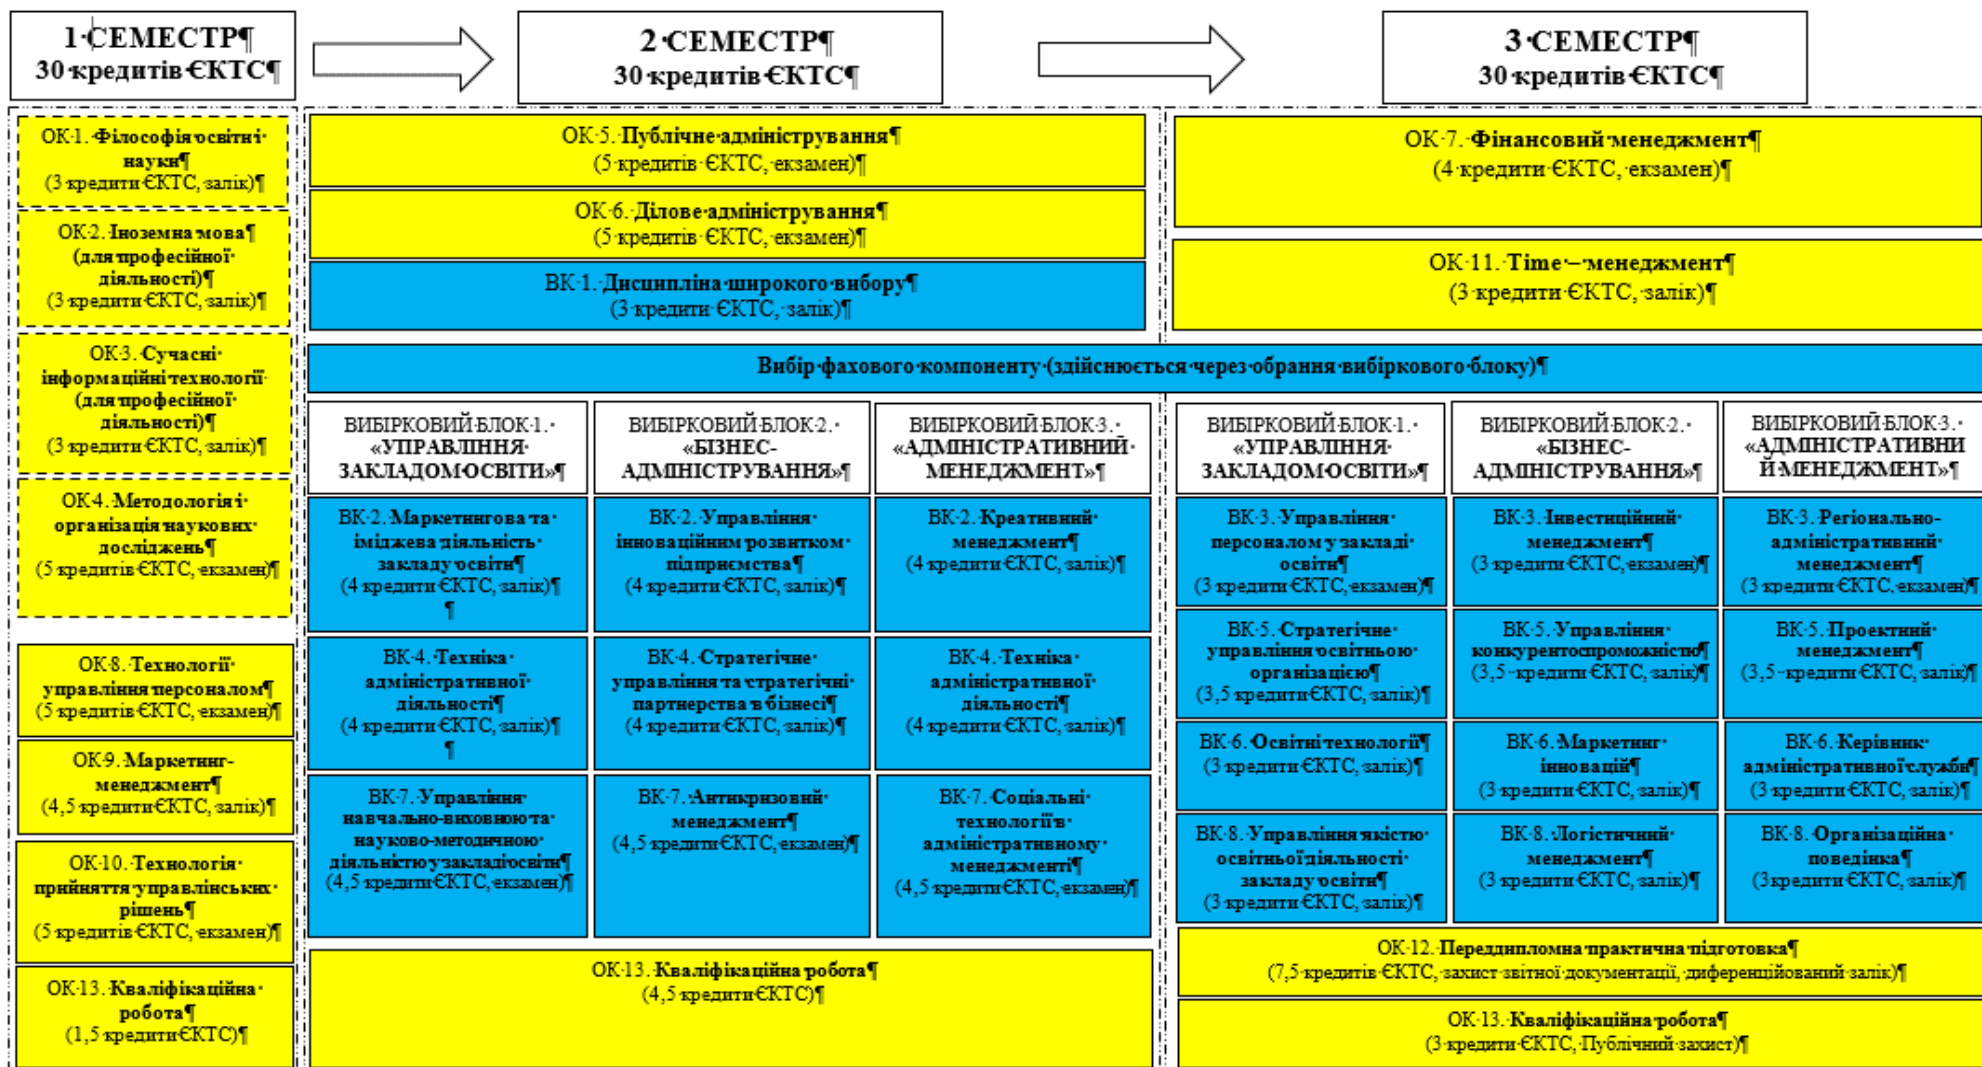 1 СЕМЕСТР¶
30 кредитів ЄКТС¶
2 СЕМЕСТР¶
30 кредитів ЄКТС¶
3 СЕМЕСТР¶
30 кредитів ЄКТС¶
ОК 1. Філософія освіти і
науки¶
(3 кредити ЄКТС, залік)¶
ОК 2. Іноземна мова¶
(для професійної
діяльності)¶
(3 кредити ЄКТС, залік)¶
ОК 3. Сучасні
інформаційні технології
(для професійної
діяльності)¶
(3 кредити ЄКТС, залік)¶
ОК 4. Методологія і
організація наукових
досліджень¶
(5 кредитів ЄКТС, екзамен)¶
ОК 8. Технології
управління персоналом¶
(5 кредитів ЄКТС, екзамен)¶
ОК 9. Маркетинг-
менеджмент¶
(4,5 кредити ЄКТС, залік)¶
ОК 10. Технологія
прийняття управлінських
рішень¶
(5 кредитів ЄКТС, екзамен)¶
ОК 13. Кваліфікаційна
робота¶
(1,5 кредити ЄКТС)¶
ОК 5. Публічне адміністрування¶
(5 кредитів ЄКТС, екзамен)¶
ОК 6. Ділове адміністрування¶
(5 кредитів ЄКТС, екзамен)¶
ВК 1. Дисципліна широкого вибору¶
(3 кредити ЄКТС, залік)¶
ОК 7. Фінансовий менеджмент¶
(4 кредити ЄКТС, екзамен)¶
ОК 11. Time – менеджмент¶
(3 кредити ЄКТС, залік)¶
Вибір фахового компоненту (здійснюється через обрання вибіркового блоку)¶
ВИБІРКОВИЙ БЛОК 1.
«УПРАВЛІННЯ
ЗАКЛАДОМ ОСВІТИ»¶
ВИБІРКОВИЙ БЛОК 2.
«БІЗНЕС-
АДМІНІСТРУВАННЯ»¶
ВИБІРКОВИЙ БЛОК 3.
«АДМІНІСТРАТИВНИЙ
МЕНЕДЖМЕНТ»¶
ВИБІРКОВИЙ БЛОК 1.
«УПРАВЛІННЯ
ЗАКЛАДОМ ОСВІТИ»¶
ВИБІРКОВИЙ БЛОК 2.
«БІЗНЕС-
АДМІНІСТРУВАННЯ»¶
ВИБІРКОВИЙ БЛОК 3.
«АДМІНІСТРАТИВНИ
Й МЕНЕДЖМЕНТ»¶
ВК 2. Маркетингова та
іміджева діяльність
закладу освіти¶
(4 кредити ЄКТС, залік)¶
¶
ВК 2. Управління
інноваційним розвитком
підприємства¶
(4 кредити ЄКТС, залік)¶
ВК 2. Креативний
менеджмент¶
(4 кредити ЄКТС, залік)¶
ВК 3. Управління
персоналом у закладі
освіти¶
(3 кредити ЄКТС, екзамен)¶
ВК 3. Інвестиційний
менеджмент¶
(3 кредити ЄКТС, екзамен)¶
ВК 3. Регіонально-
адміністративний
менеджмент¶
(3 кредити ЄКТС, екзамен)¶
ВК 4. Техніка
адміністративної
діяльності¶
(4 кредити ЄКТС, залік)¶
¶
ВК 4. Стратегічне
управління та стратегічні
партнерства в бізнесі¶
(4 кредити ЄКТС, залік)¶
ВК 4. Техніка
адміністративної
діяльності¶
(4 кредити ЄКТС, залік)¶
ВК 5. Стратегічне
управління освітньою
організацією¶
(3,5 кредити ЄКТС, залік)¶
ВК 5. Управління
конкурентоспроможністю¶
(3,5 кредити ЄКТС, залік)¶
ВК 5. Проектний
менеджмент¶
(3,5 кредити ЄКТС, залік)¶
ВК 6. Освітні технології¶
(3 кредити ЄКТС, залік)¶
ВК 6. Маркетинг
інновацій¶
(3 кредити ЄКТС, залік)¶
ВК 6. Керівник
адміністративної служби¶
(3 кредити ЄКТС, залік)¶
ВК 7. Управління
навчально-виховною та
науково-методичною
діяльністю у закладі освіти¶
(4,5 кредити ЄКТС, екзамен)¶
ВК 7. Антикризовий
менеджмент¶
(4,5 кредити ЄКТС, екзамен)¶
ВК 7. Соціальні
технології в
адміністративному
менеджменті¶
(4,5 кредити ЄКТС, екзамен)¶
ВК 8. Управління якістю
освітньої діяльності
закладу освіти¶
(3 кредити ЄКТС, залік)¶
ВК 8. Логістичний
менеджмент¶
(3 кредити ЄКТС, залік)¶
ВК 8. Організаційна
поведінка¶
(3кредити ЄКТС, залік)¶
ОК 13. Кваліфікаційна робота¶
(4,5 кредити ЄКТС)¶
ОК 12. Переддипломна практична підготовка¶
(7,5 кредитів ЄКТС, захист звітної документації, диференційований залік)¶
ОК 13. Кваліфікаційна робота¶
(3 кредити ЄКТС, Публічний захист)¶